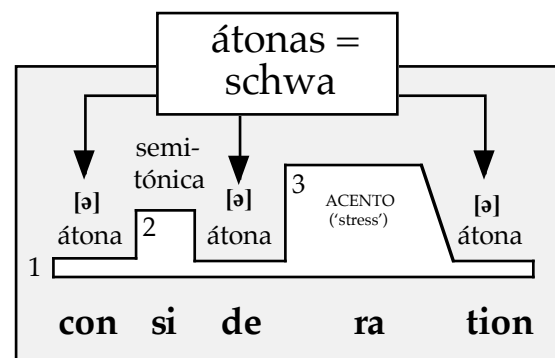 átonas =
schwa
semi-
tónica
[ə] [ə] [ə]
átona átona átona
3 ACENTO
('stress')
2
1
con si de ra tion